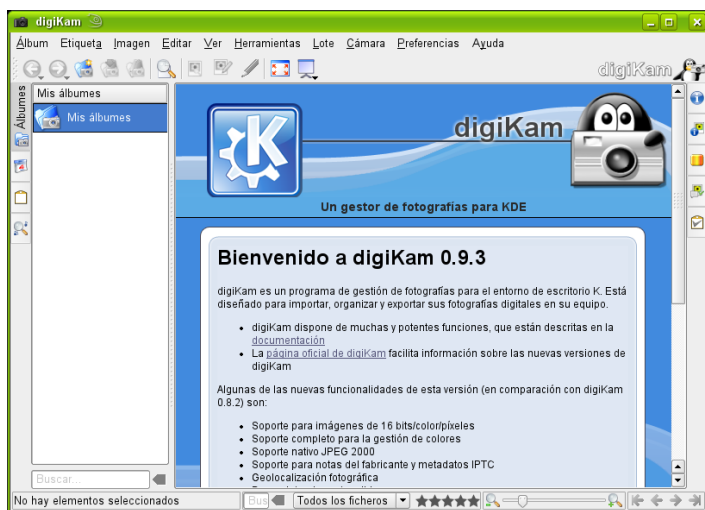 digiKam
Álbum Etiqueta Imagen Editar Ver Herramientas Lote Cámara Preferencias Ayuda
digiKam
Álbumes
Mis álbumes
Mis álbumes
digiKam
Un gestor de fotografías para KDE
Bienvenido a digiKam 0.9.3
digiKam es un programa de gestión de fotografías para el entorno de escritorio K. Está
diseñado para importar, organizar y exportar sus fotografías digitales en su equipo.
digiKam dispone de muchas y potentes funciones, que están descritas en la
documentación
La página oficial de digiKam facilita información sobre las nuevas versiones de
digiKam
Algunas de las nuevas funcionalidades de esta versión (en comparación con digiKam
0.8.2) son:
Soporte para imágenes de 16 bits/color/píxeles
Soporte completo para la gestión de colores
Soporte nativo JPEG 2000
Soporte para notas del fabricante y metadatos IPTC
Geolocalización fotográfica
Buscar...
No hay elementos seleccionados
Bus
Todos los ficheros